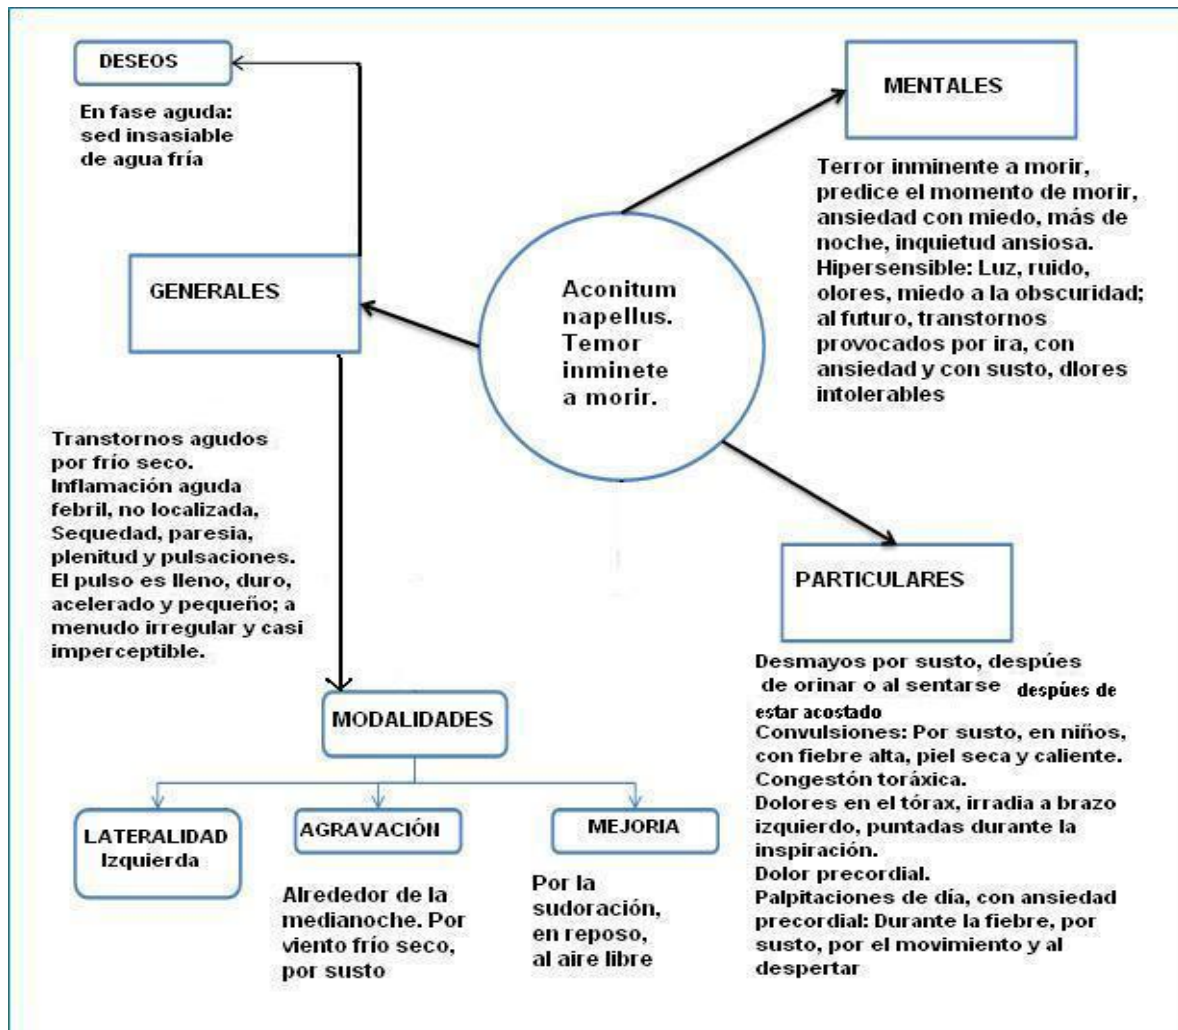 DESEOS
En fase aguda:
sed insasiable
de agua fría
MENTALES
Terror inminente a morir,
predice el momento de morir,
ansiedad con miedo, más de
noche, inquietud ansiosa.
Hipersensible: Luz, ruido,
olores, miedo a la obscuridad;
al futuro, transtornos
provocados por ira, con
ansiedad y con susto, dlores
intolerables
GENERALES
Aconitum
napellus.
Temor
inminete
a morir.
Transtornos agudos
por frío seco.
Inflamación aguda
febril, no localizada,
Sequedad, paresia,
plenitud y pulsaciones.
El pulso es lleno, duro,
acelerado y pequeño; a
menudo irregular y casi
imperceptible.
PARTICULARES
Desmayos por susto, despúes
de orinar o al sentarse despúes de
estar acostado
Convulsiones: Por susto, en niños,
con fiebre alta, piel seca y caliente.
Congestón toráxica.
Dolores en el tórax, irradia a brazo
izquierdo, puntadas durante la
inspiración.
Dolor precordial.
Palpitaciones de día, con ansiedad
precordial: Durante la fiebre, por
susto, por el movimiento y al
despertar
MODALIDADES
LATERALIDAD
Izquierda
AGRAVACIÓN
Alrededor de la
medianoche. Por
viento frío seco,
por susto
MEJORIA
Por la
sudoración,
en reposo,
al aire libre